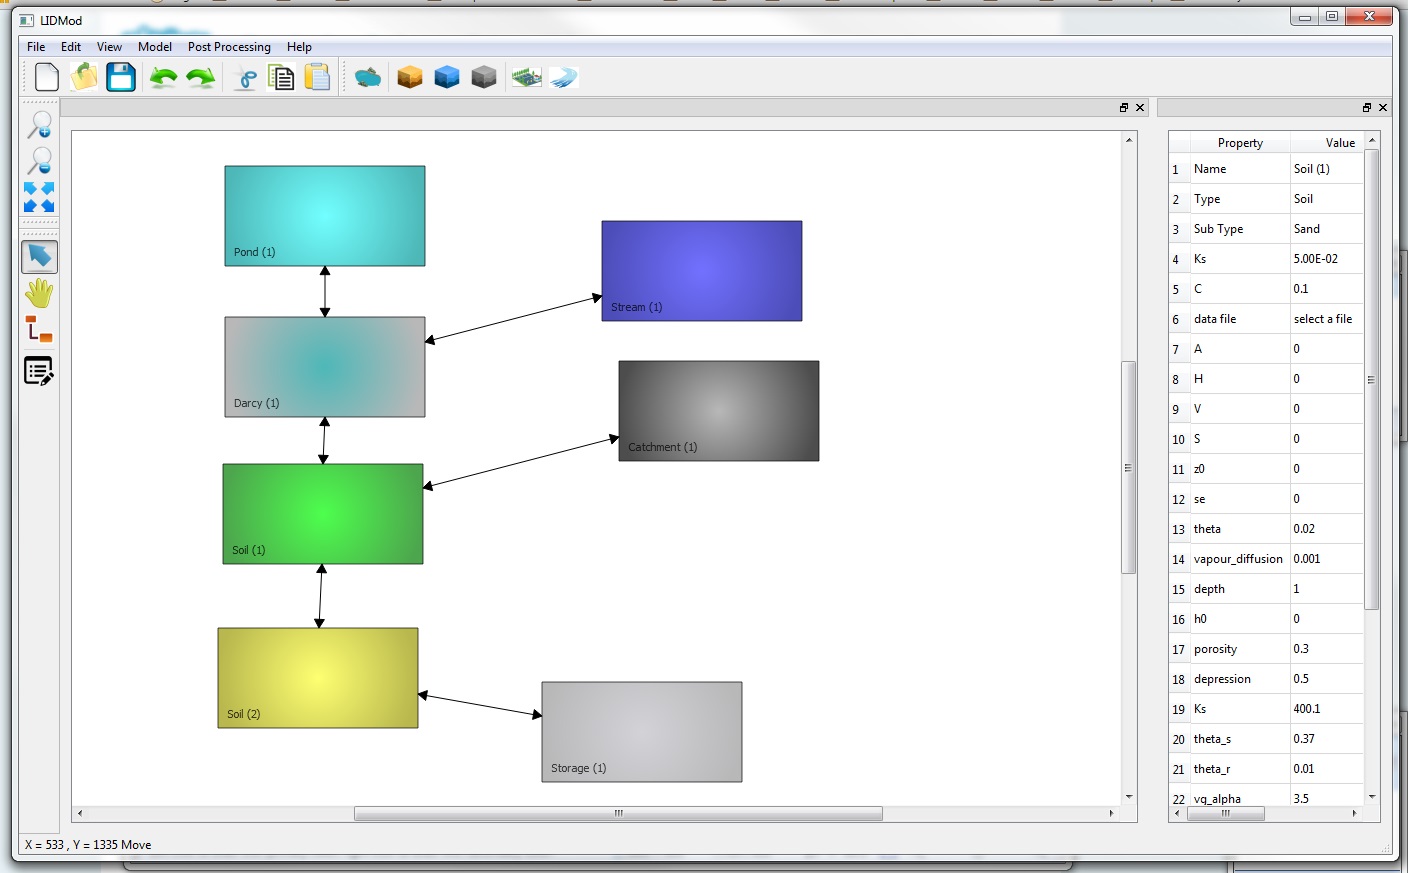 LIDMod
File Edit View Model Post Processing Help
Pond (1)
Stream (1)
Darcy (1)
Catchment (1)
Soil (1)
Soil (2)
Storage (1)
Property Value
1 Name Soil (1)
2 Type Soil
3 Sub Type Sand
4 Ks 5.00E-02
5 C 0.1
6 data file select a file
7 A 0
8 H 0
9 V 0
10 S 0
11 z0 0
12 se 0
13 theta 0.02
14 vapour_diffusion 0.001
15 depth 1
16 h0 0
17 porosity 0.3
18 depression 0.5
19 Ks 400.1
20 theta_s 0.37
21 theta_r 0.01
22 vg_alpha 3.5
X = 533 , Y = 1335 Move